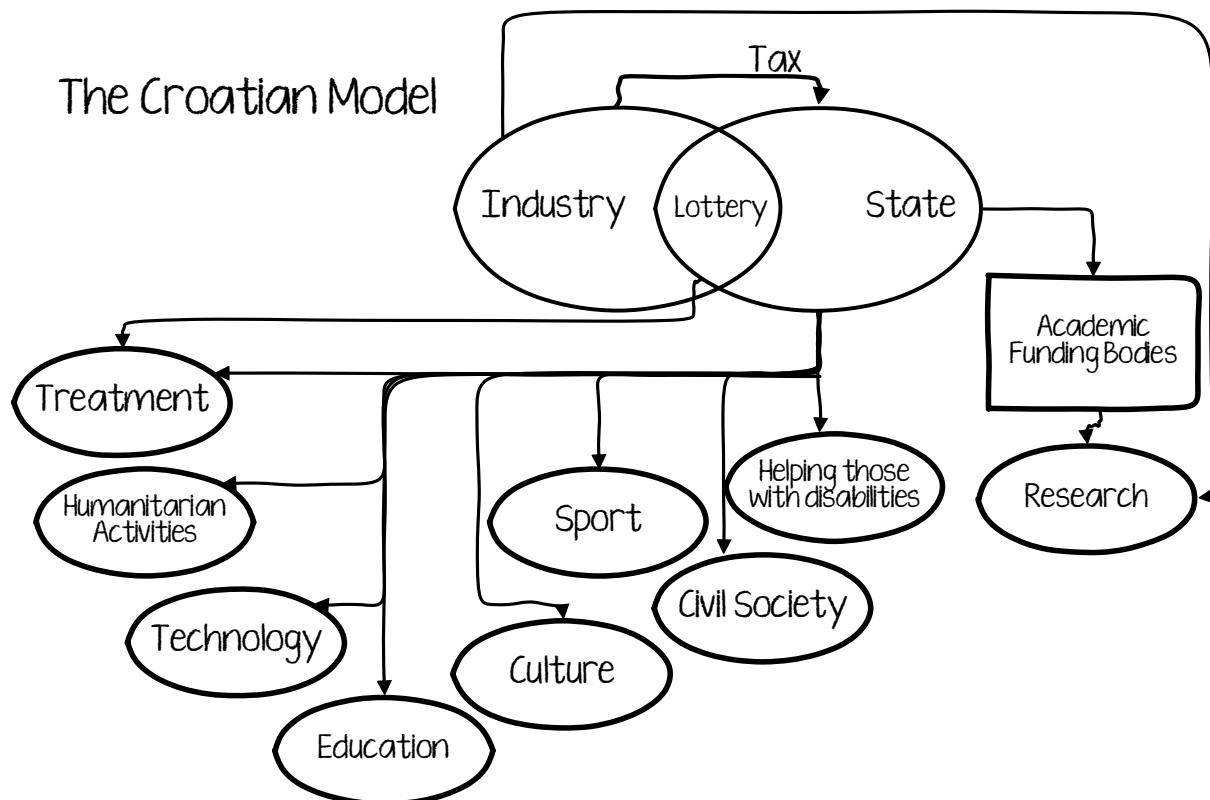 Tax
The Croatian Model
Industry
Lottery
State
Academic
Funding Bodies
Treatment
Helping those
with disabilities
Humanitarian
Activities
Sport
Research
Civil Society
Technology
Culture
Education